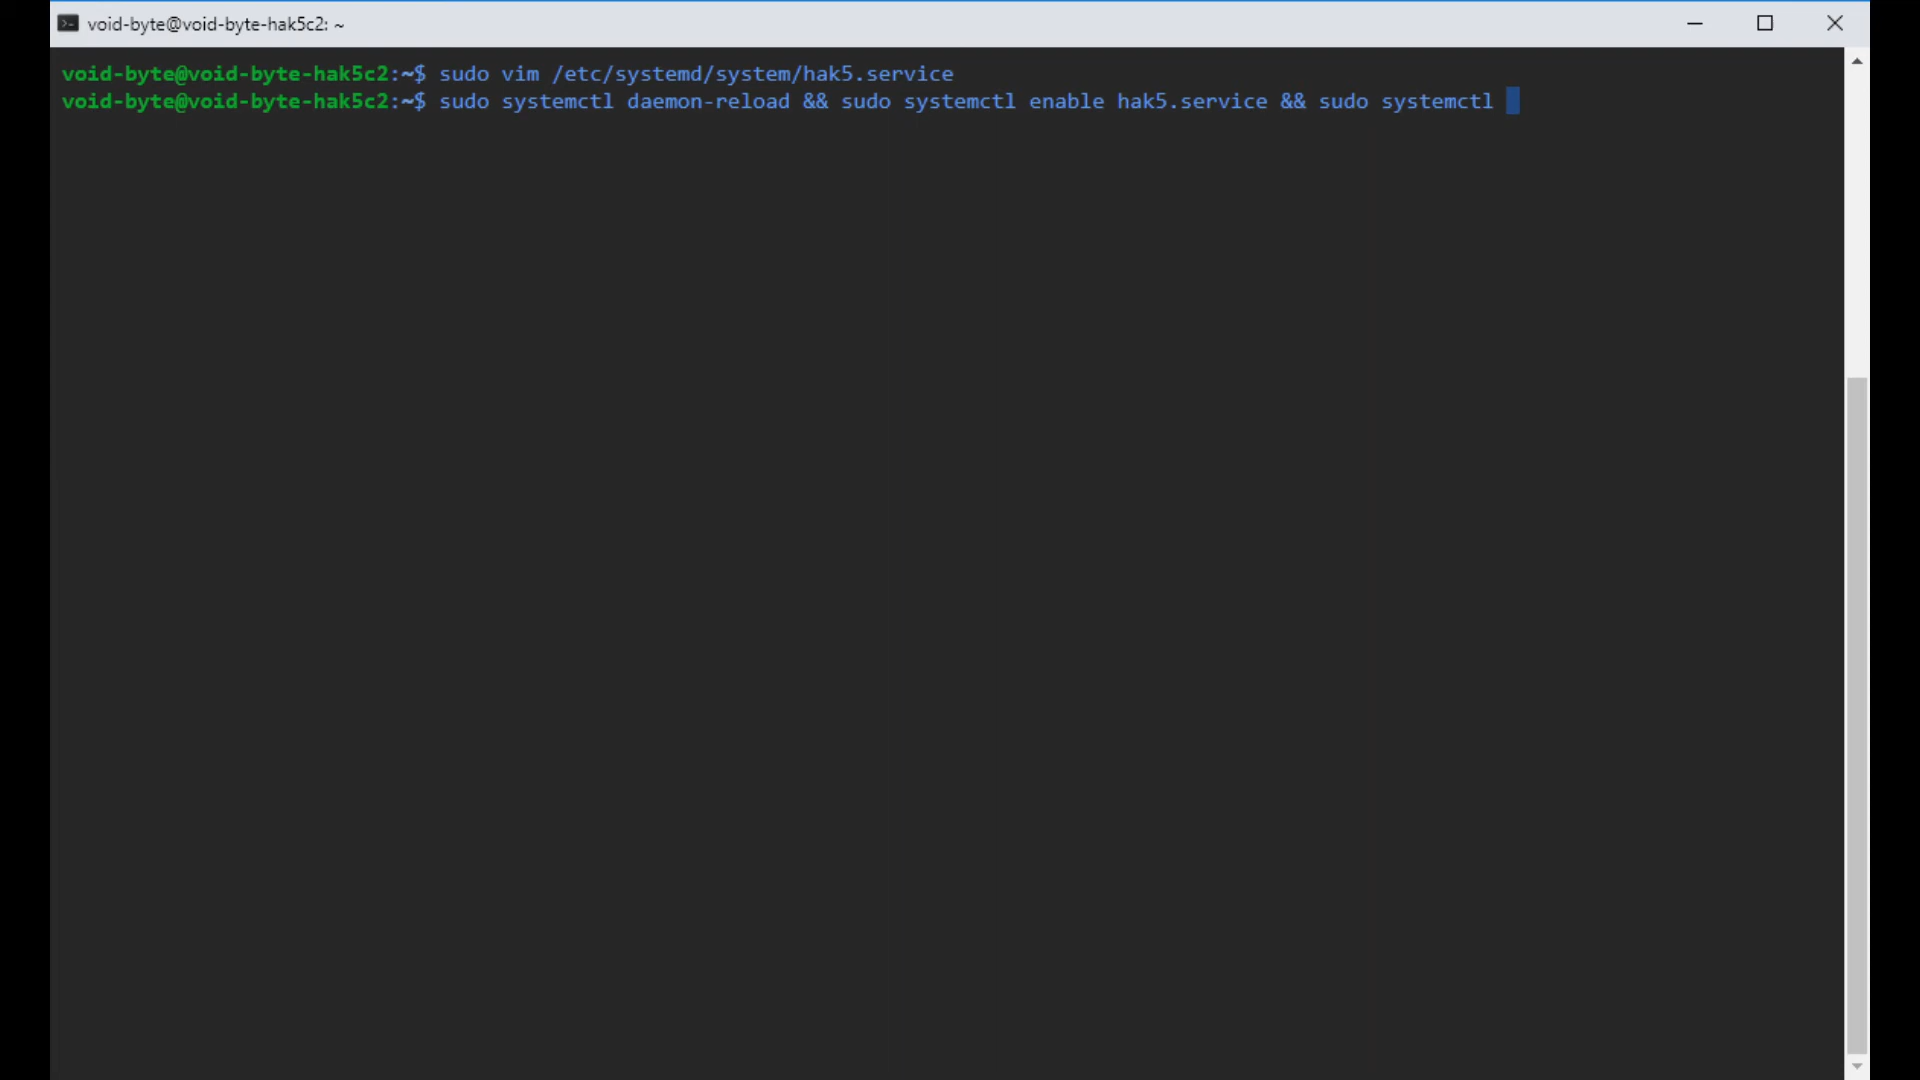 void-byte@void-byte-hak5c2: ~
void-byte@void-byte-hak5c2:~$ sudo vim /etc/systemd/system/hak5.service
void-byte@void-byte-hak5c2:~$ sudo systemctl daemon-reload && sudo systemctl enable hak5.service && sudo systemctl